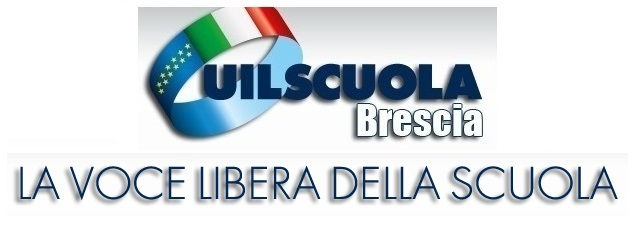 UILSCUOLA
Brescia
LA VOCE LIBERA DELLA SCUOLA